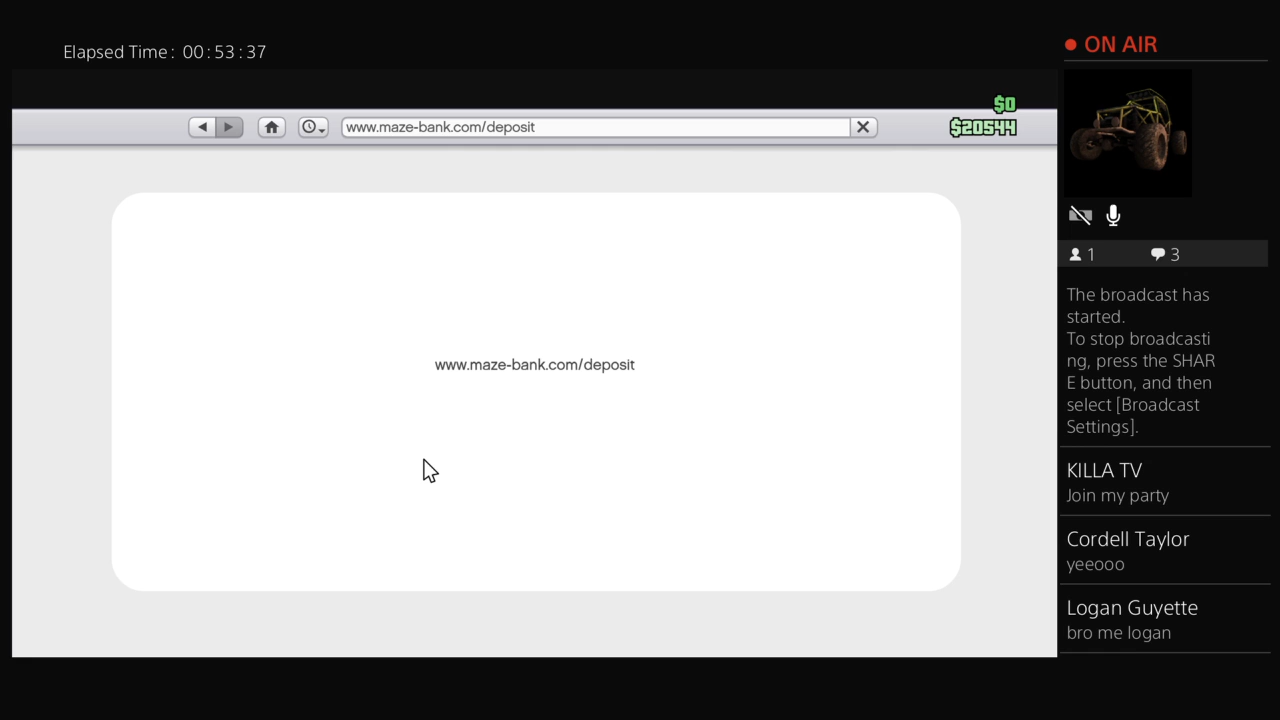 Elapsed Time: 00:53:37
ON AIR
www.maze-bank.com/deposit
$0
$20544
www.maze-bank.com/deposit
1
3
The broadcast has
started.
To stop broadcasti
ng, press the SHAR
E button, and then
select [Broadcast
Settings].
KILLA TV
Join my party
Cordell Taylor
yeeooo
Logan Guyette
bro me logan